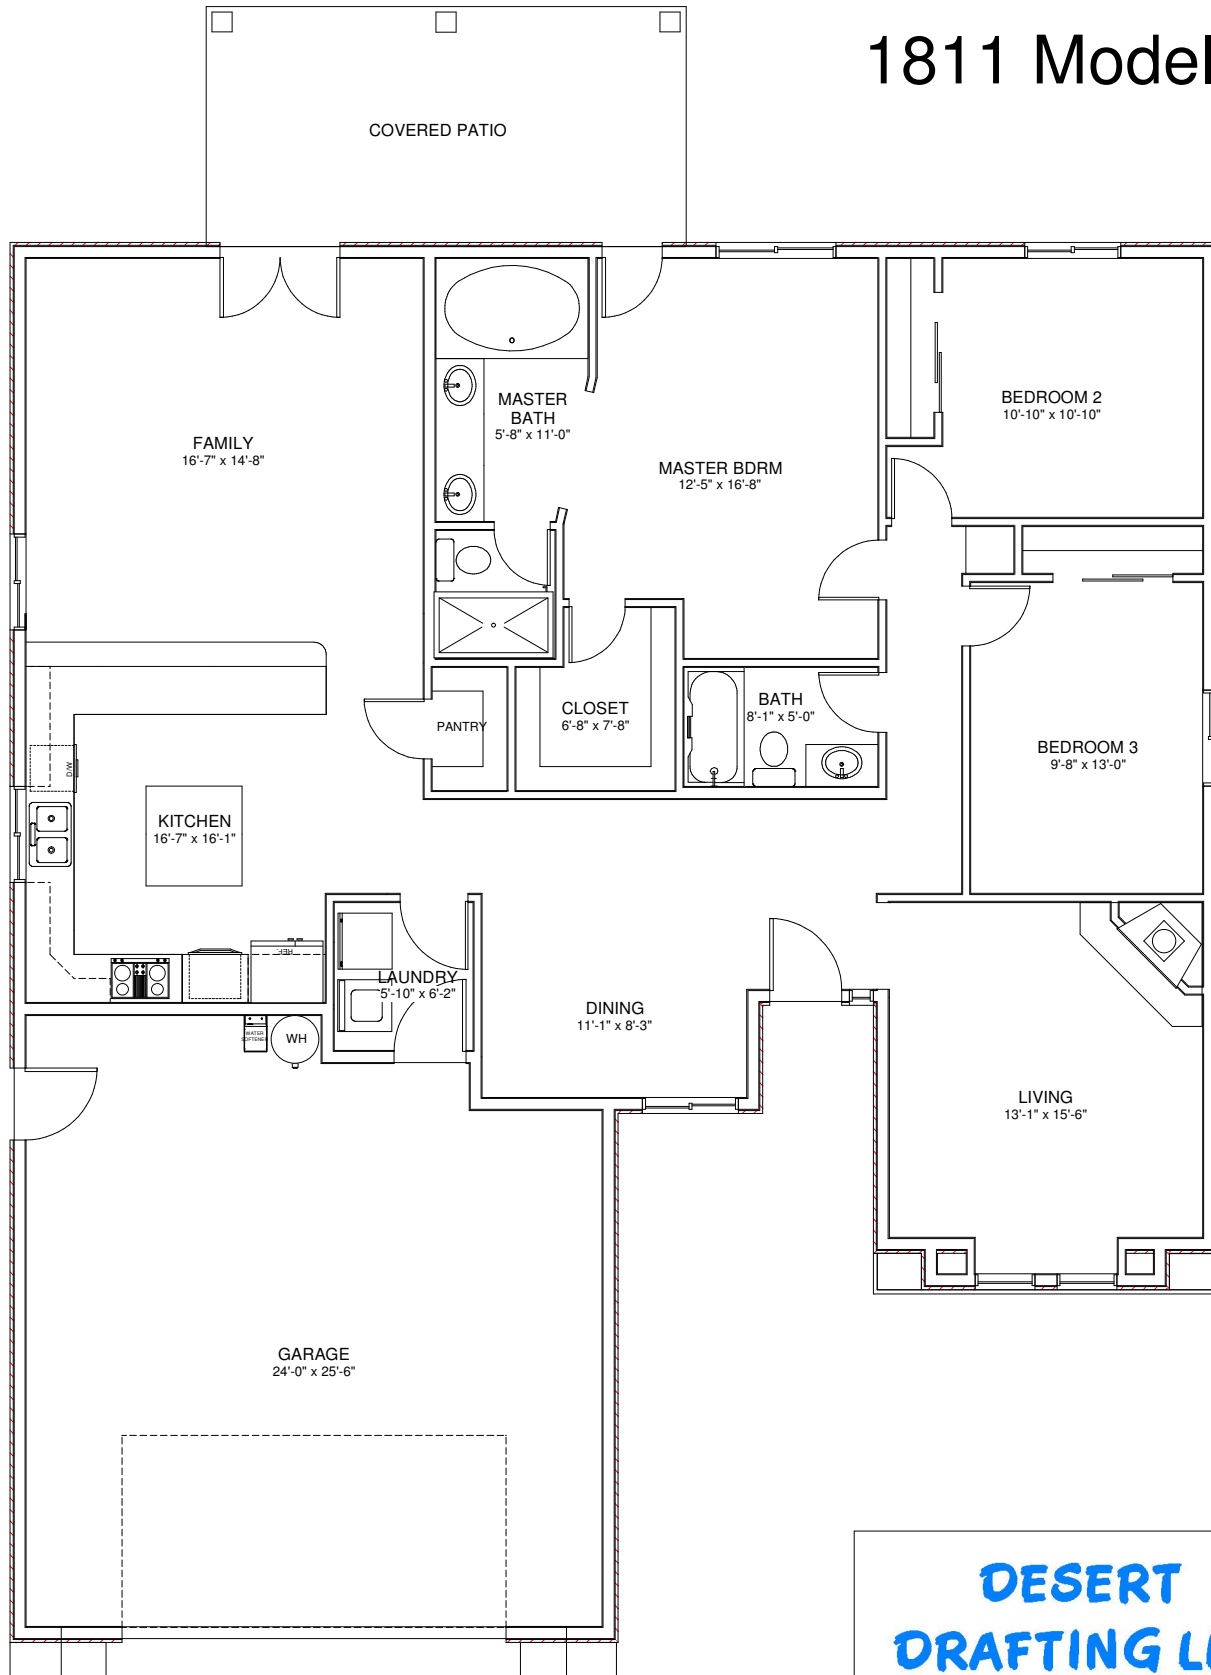 1811 Model
COVERED PATIO
MASTER
BATH
5'-8" x 11'-0"
BEDROOM 2
10'-10" x 10'-10"
FAMILY
16'-7" x 14'-8"
MASTER BDRM
12'-5" x 16'-8"
CLOSET
6'-8" x 7'-8"
BATH
8'-1" x 5'-0"
PANTRY
BEDROOM 3
9'-8" x 13'-0"
D/W
KITCHEN
16'-7" x 16'-1"
REF.
LAUNDRY
5'-10" x 6'-2"
DINING
11'-1" x 8'-3"
WATER
SOFTENER
WH
LIVING
13'-1" x 15'-6"
GARAGE
24'-0" x 25'-6"
DESERT
DRAFTING